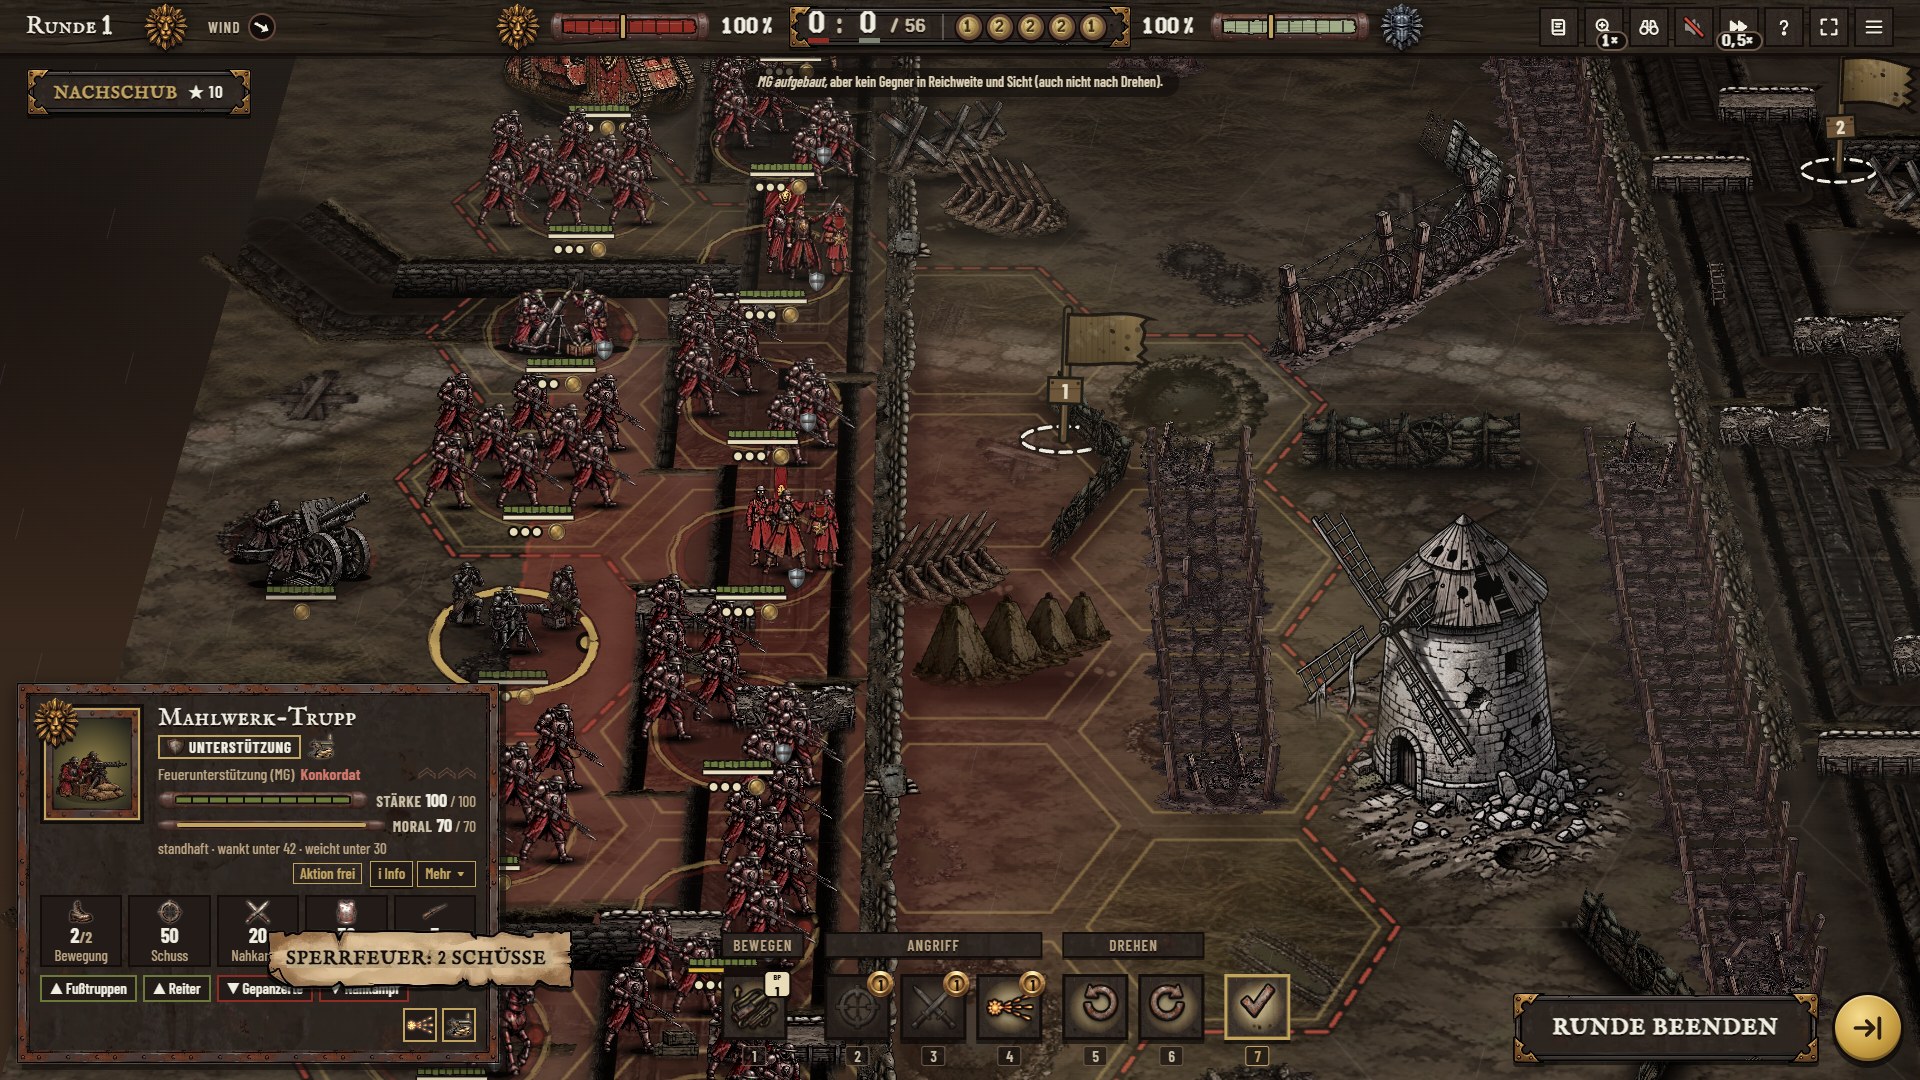 RUNDE 1
WIND
100 %
0 : 0 / 56
1 2 2 2 1
100 %
1×
0,5×
?
NACHSCHUB ★ 10
MG aufgebaut, aber kein Gegner in Reichweite und Sicht (auch nicht nach Drehen).
2
1
MAHLWERK-TRUPP
UNTERSTÜTZUNG
Feuerunterstützung (MG) Konkordat
STÄRKE 100 / 100
MORAL 70 / 70
standhaft · wankt unter 42 · weicht unter 30
Aktion frei
i Info
Mehr
2/2
50
20
Bewegung
Schuss
SPERRFEUER: 2 SCHÜSSE
▲ Fußtruppen
▲ Reiter
BEWEGEN
ANGRIFF
DREHEN
BP
1
1
1
1
1
2
3
4
5
6
7
RUNDE BEENDEN